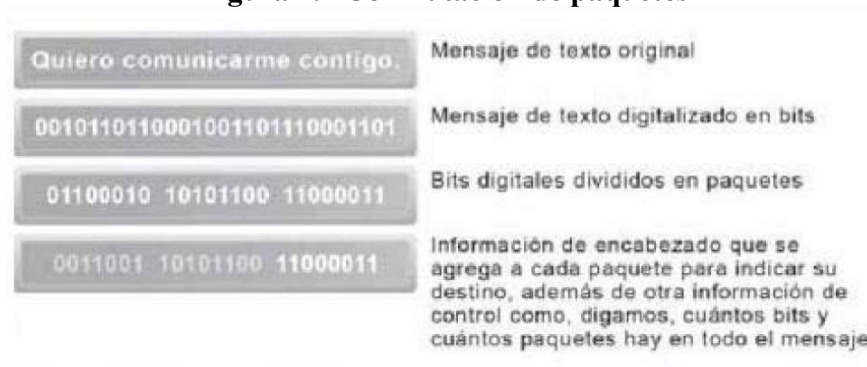 Quiero comunicarme contigo.
Mensaje de texto original
0010110110001001101110001101
Mensaje de texto digitalizado en bits
01100010 10101100 11000011
Bits digitales divididos en paquetes
0011001 10101100 11000011
Información de encabezado que se
agrega a cada paquete para indicar su
destino, además de otra información de
control como, digamos, cuántos bits y
cuántos paquetes hay en todo el mensaje